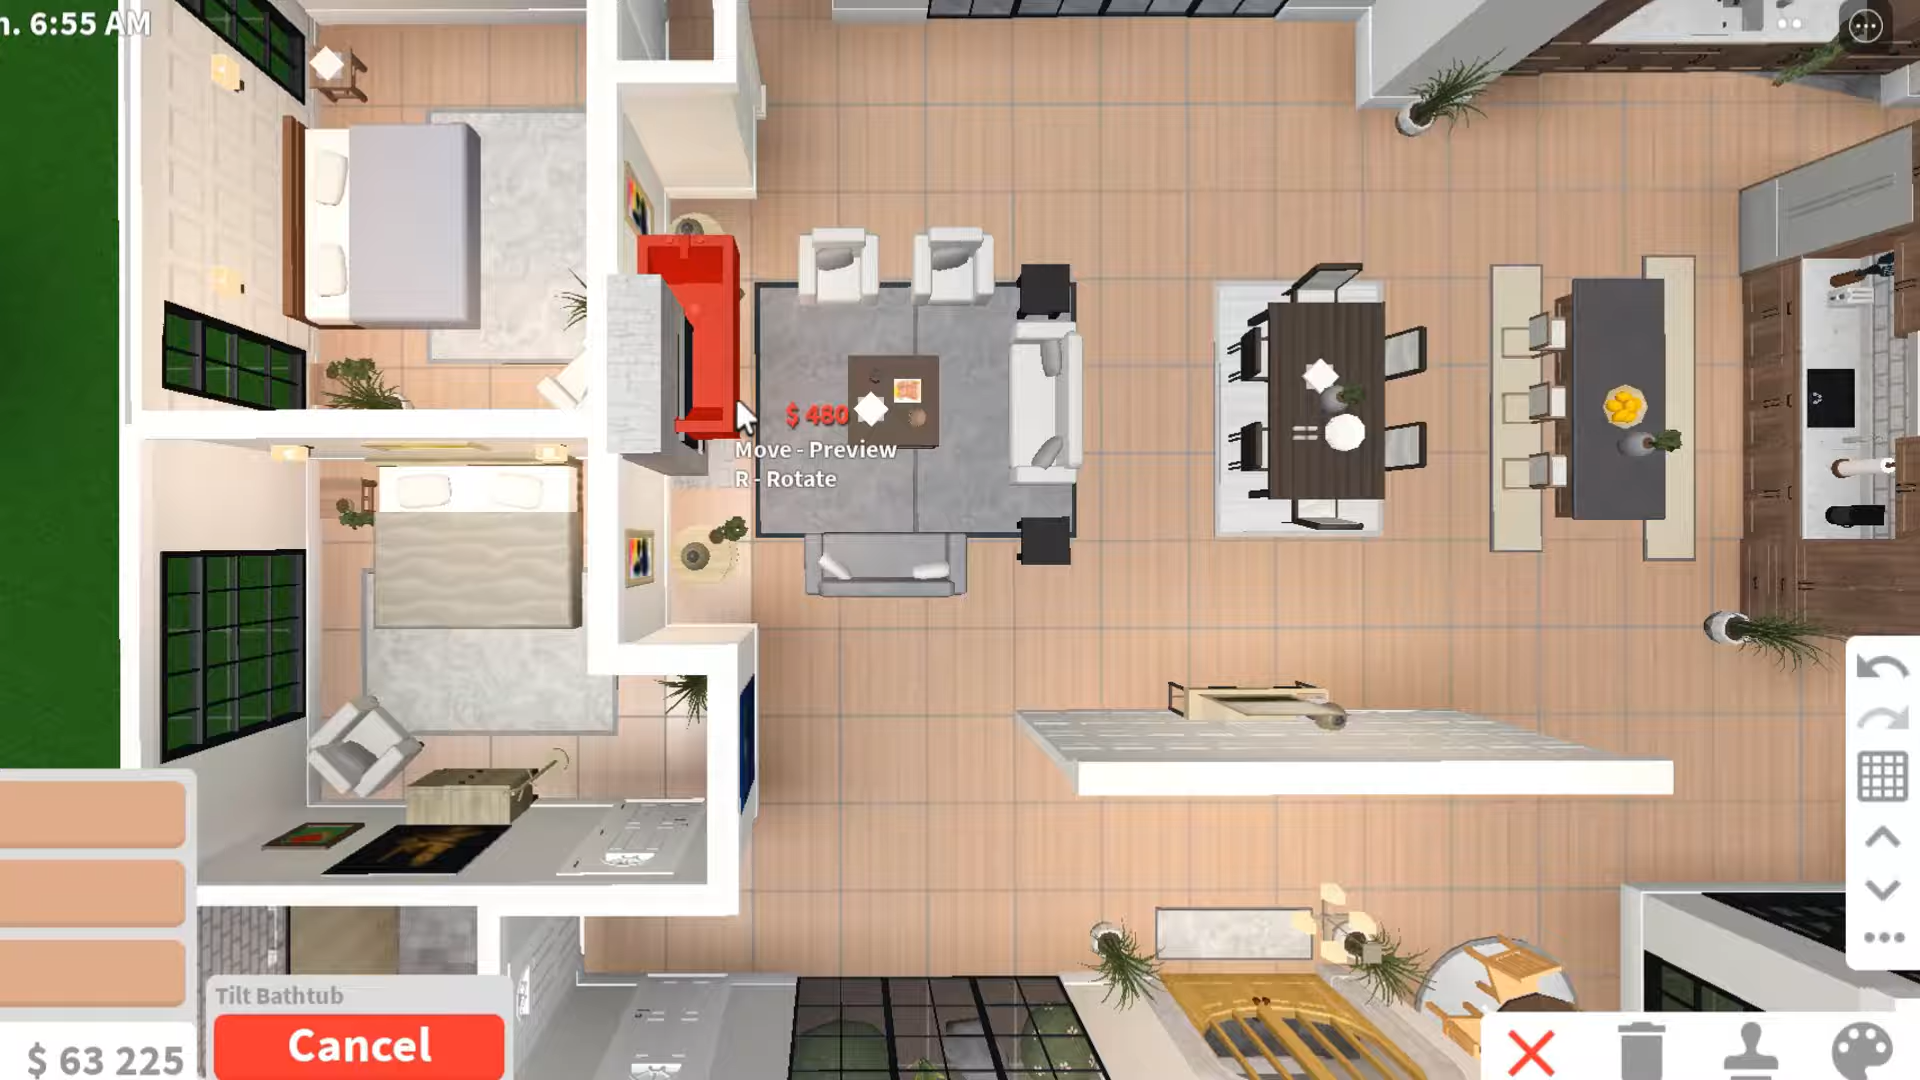 n. 6:55 AM
$ 480
Move - Preview
R - Rotate
Tilt Bathtub
Cancel
$ 63 225